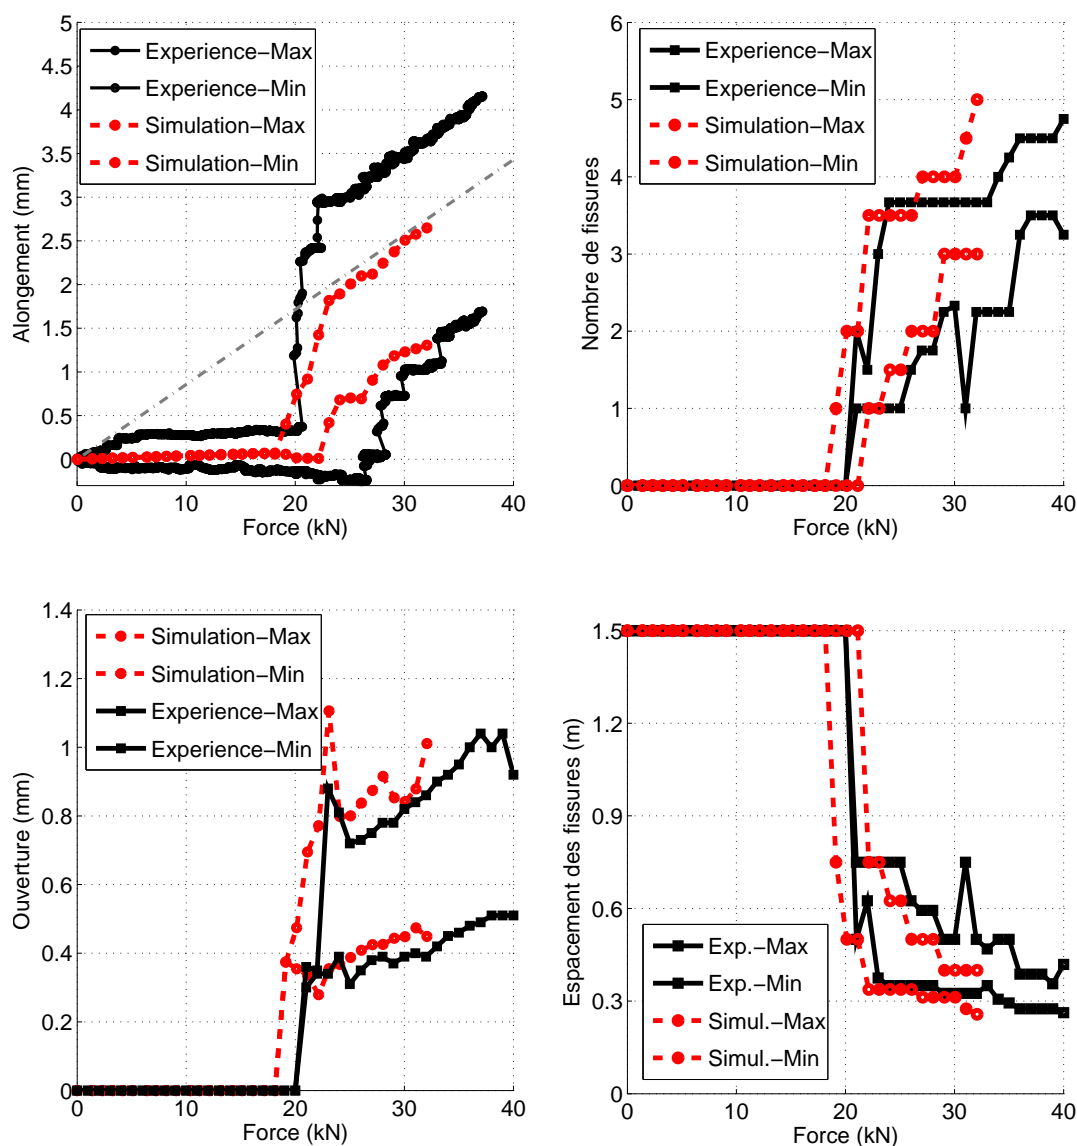 5
4.5
4
3.5
3
2.5
2
1.5
1
0.5
0
Alongement (mm)
Experience−Max
Experience−Min
Simulation−Max
Simulation−Min
0 10 20 30 40
Force (kN)
6
5
4
3
2
1
0
Nombre de fissures
Experience−Max
Experience−Min
Simulation−Max
Simulation−Min
0 10 20 30 40
Force (kN)
1.4
1.2
1
0.8
0.6
0.4
0.2
0
Ouverture (mm)
Simulation−Max
Simulation−Min
Experience−Max
Experience−Min
0 10 20 30 40
Force (kN)
1.5
1.2
0.9
0.6
0.3
0
Espacement des fissures (m)
Exp.−Max
Exp.−Min
Simul.−Max
Simul.−Min
0 10 20 30 40
Force (kN)